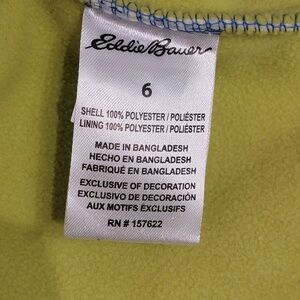 Eddie Bauer
6
SHELL 100% POLYESTER / POLIÉSTER
LINING 100% POLYESTER / POLIÉSTER
MADE IN BANGLADESH
HECHO EN BANGLADESH
FABRIQUÉ EN BANGLADESH
EXCLUSIVE OF DECORATION
EXCLUSIVO DE DECORACIÓN
AUX MOTIFS EXCLUSIFS
RN # 157622